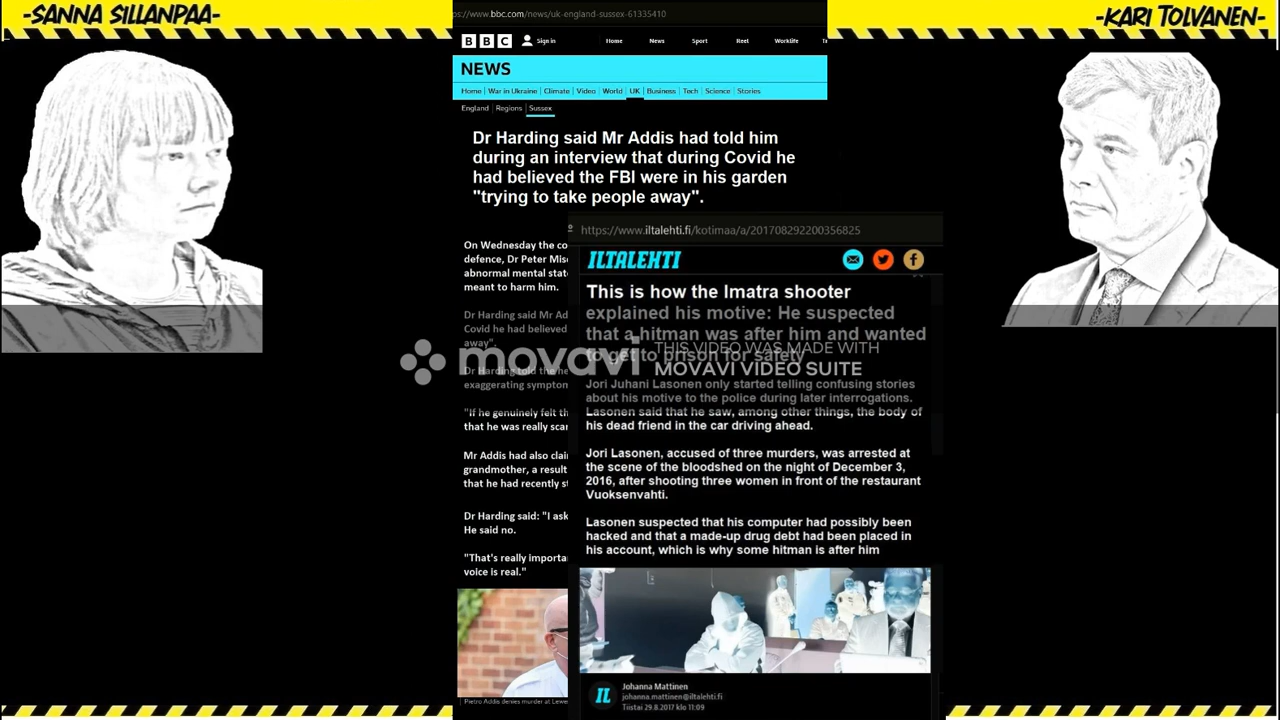 -SANNA SILLANPAA-
-KARI TOLVANEN-
s://www.bbc.com/news/uk-england-sussex-61335410
BBC Sign in Home News Sport Reel Worklife
NEWS
Home War in Ukraine Climate Video World UK Business Tech Science Stories
England Regions Sussex
Dr Harding said Mr Addis had told him
during an interview that during Covid he
had believed the FBI were in his garden
"trying to take people away".
On Wednesday the co
defence, Dr Peter Mise
abnormal mental stat
meant to harm him.
Dr Harding said Mr Ad
Covid he had believed
away".
Dr Harding told the he
exaggerating symptom
"If he genuinely felt th
that he was really scar
Mr Addis had also clai
grandmother, a result
that he had recently st
Dr Harding said: "I ask
He said no.
"That's really importa
voice is real."
Pietro Addis denies murder at Lewe
https://www.iltalehti.fi/kotimaa/a/201708292200356825
ILTALEHTI
This is how the Imatra shooter
explained his motive: He suspected
that a hitman was after him and wanted
to get to prison for safety
Jori Juhani Lasonen only started telling confusing stories
about his motive to the police during later interrogations.
Lasonen said that he saw, among other things, the body of
his dead friend in the car driving ahead.
Jori Lasonen, accused of three murders, was arrested at
the scene of the bloodshed on the night of December 3,
2016, after shooting three women in front of the restaurant
Vuoksenvahti.
Lasonen suspected that his computer had possibly been
hacked and that a made-up drug debt had been placed in
his account, which is why some hitman is after him
IL
Johanna Mattinen
johanna.mattinen@iltalehti.fi
Tiistai 29.8.2017 klo 11:09
movavi
THIS VIDEO WAS MADE WITH
MOVAVI VIDEO SUITE